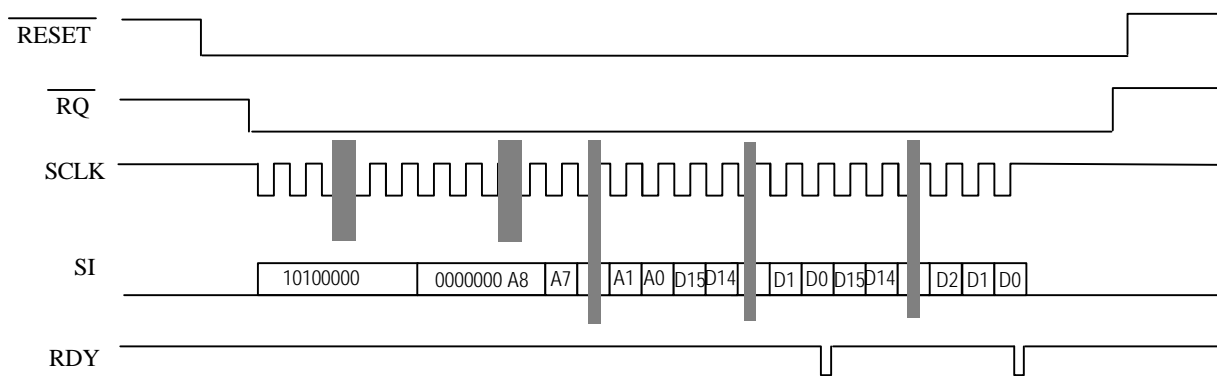 RESET
RQ
SCLK
SI 10100000 0000000 A8 A7 A1 A0 D15 D14 D1 D0 D15 D14 D2 D1 D0
RDY